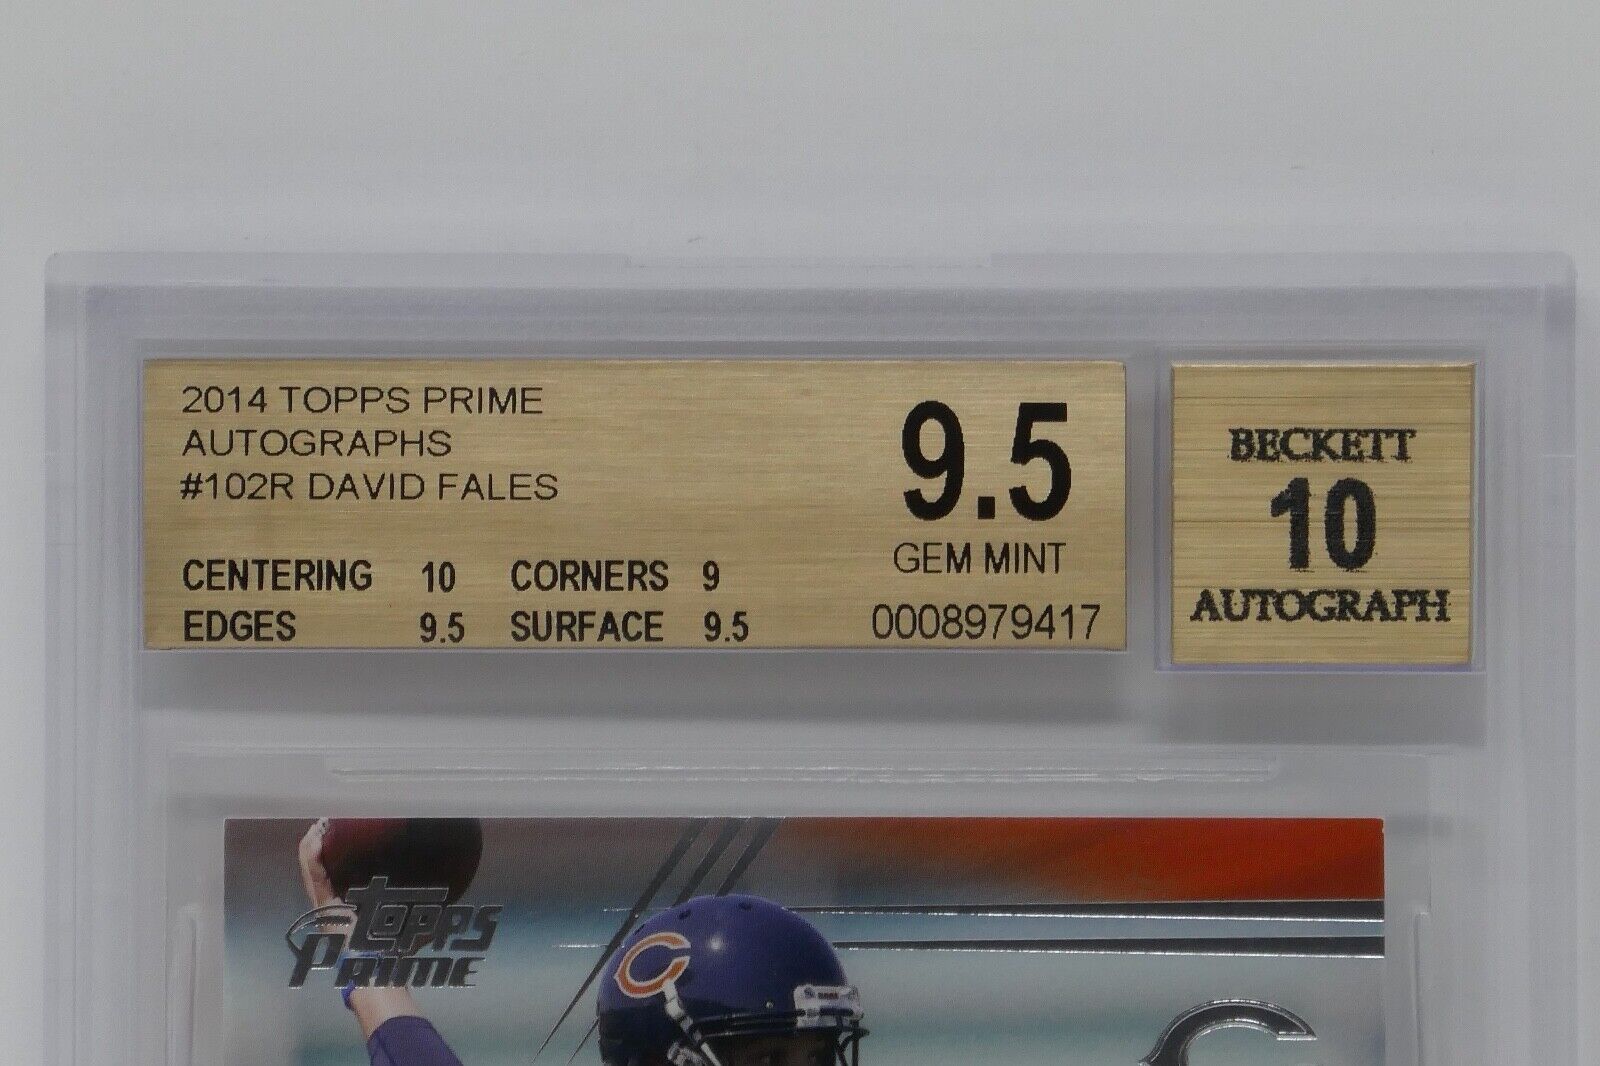 2014 TOPPS PRIME
AUTOGRAPHS
#102R DAVID FALES
CENTERING 10 CORNERS 9
EDGES 9.5 SURFACE 9.5
9.5
GEM MINT
0008979417
BECKETT
10
AUTOGRAPH
TOPPS
PRIME
C
C